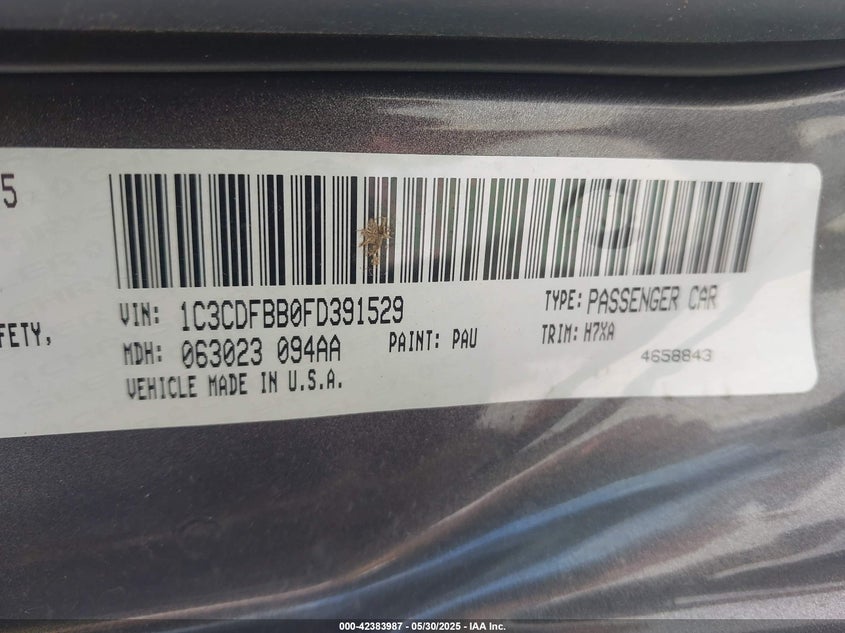 5
FETY,
VIN: 1C3CDFBB0FD391529
TYPE: PASSENGER CAR
MDH: 063023 094AA
PAINT: PAU
TRIM: H7XA
VEHICLE MADE IN U.S.A.
4658843
000-42383987 - 05/30/2025 - IAA Inc.